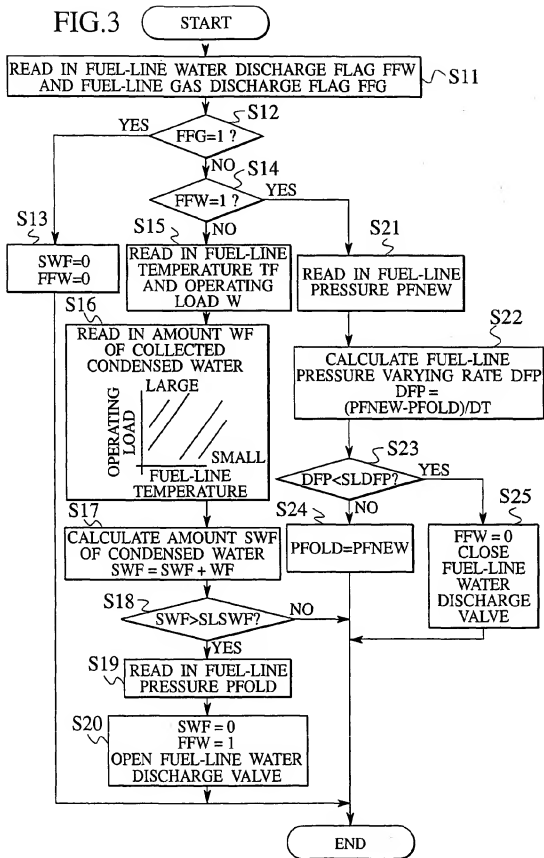 FIG.3
START
READ IN FUEL-LINE WATER DISCHARGE FLAG FFW
AND FUEL-LINE GAS DISCHARGE FLAG FFG
S11
S12
FFG=1 ?
YES
NO
S14
FFW=1 ?
YES
NO
S13
SWF=0
FFW=0
S15
READ IN FUEL-LINE
TEMPERATURE TF
AND OPERATING
LOAD W
S16
READ IN AMOUNT WF
OF COLLECTED
CONDENSED WATER
LARGE
OPERATING
LOAD
SMALL
FUEL-LINE
TEMPERATURE
S17
CALCULATE AMOUNT SWF
OF CONDENSED WATER
SWF = SWF + WF
S18
SWF>SLSWF?
NO
YES
S19
READ IN FUEL-LINE
PRESSURE PFOLD
S20
SWF = 0
FFW = 1
OPEN FUEL-LINE WATER
DISCHARGE VALVE
S21
READ IN FUEL-LINE
PRESSURE PFNEW
S22
CALCULATE FUEL-LINE
PRESSURE VARYING RATE DFP
DFP =
(PFNEW-PFOLD)/DT
S23
DFP<SLDFP?
YES
NO
S24
PFOLD=PFNEW
S25
FFW = 0
CLOSE
FUEL-LINE
WATER
DISCHARGE
VALVE
END